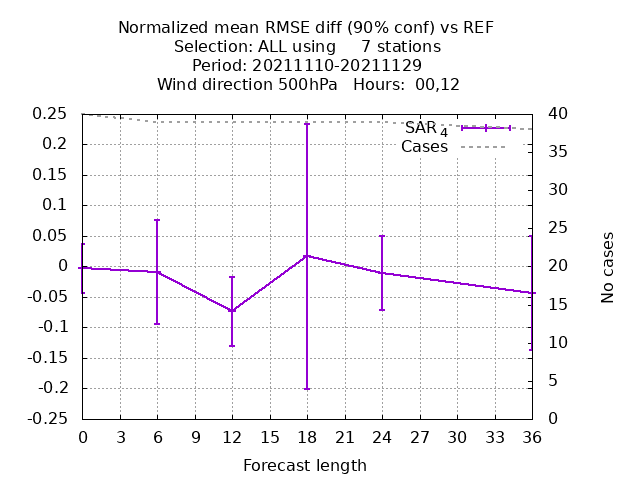 Normalized mean RMSE diff (90% conf) vs REF
Selection: ALL using     7 stations
Period: 20211110-20211129
Wind direction 500hPa   Hours:  00,12
0.25
0.2
0.15
0.1
0.05
0
-0.05
-0.1
-0.15
-0.2
-0.25
SAR 4
Cases
40
35
30
25
20
15
10
5
0
No cases
0 3 6 9 12 15 18 21 24 27 30 33 36
Forecast length